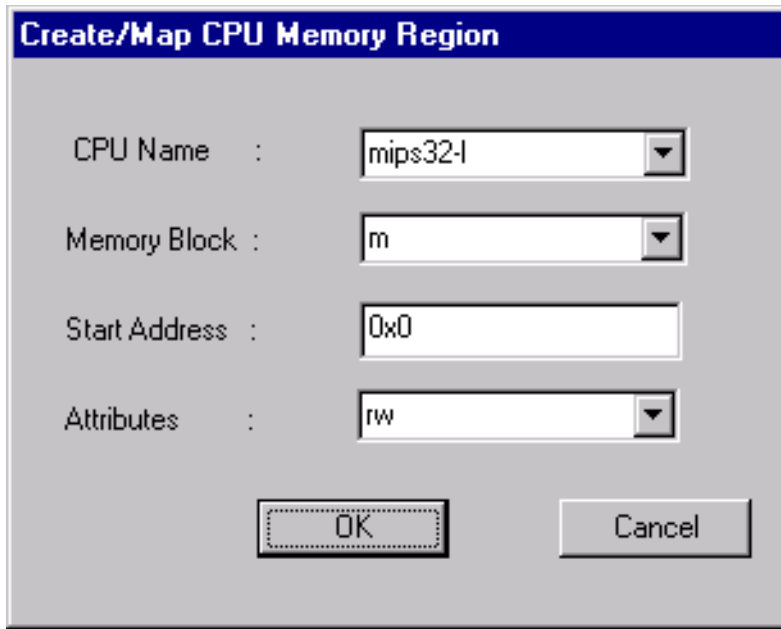 Create/Map CPU Memory Region
CPU Name : mips32-l
Memory Block : m
Start Address : 0x0
Attributes : rw
OK Cancel